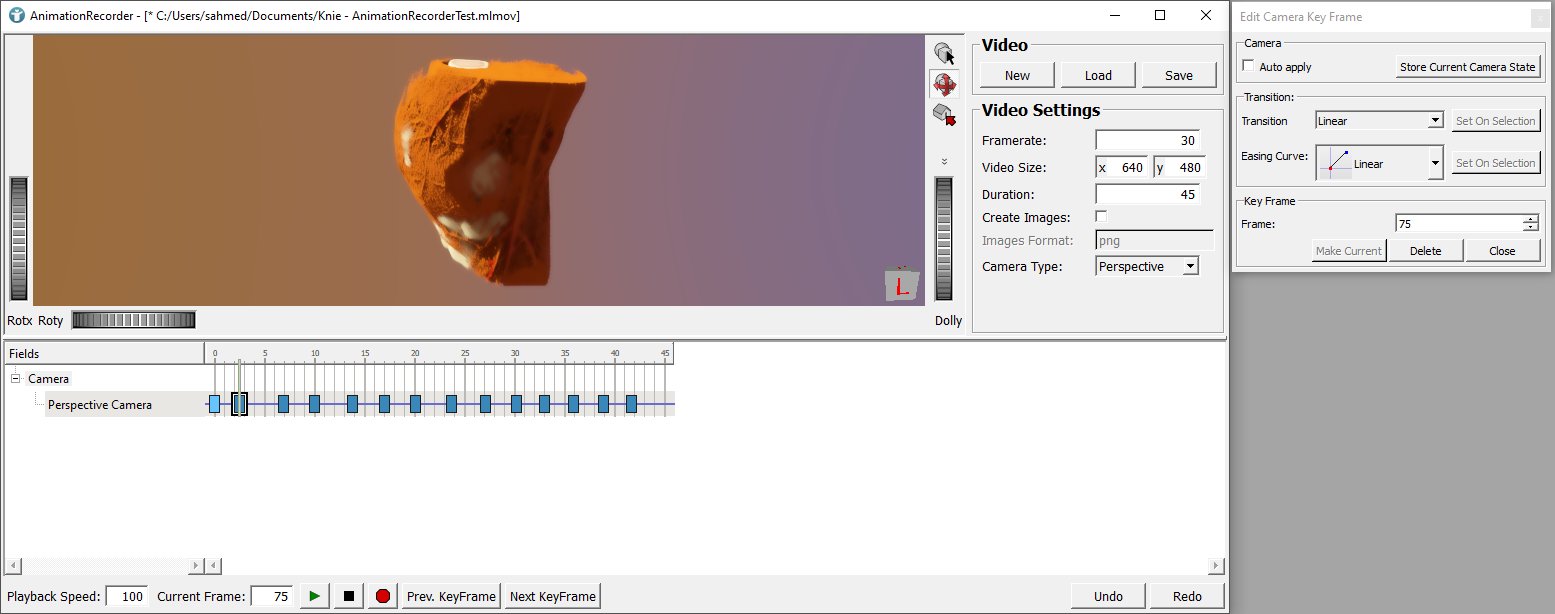 AnimationRecorder - [* C:/Users/sahmed/Documents/Knie - AnimationRecorderTest.mlmov]
L
Rotx Roty
Dolly
Video
New Load Save
Video Settings
Framerate: 30
Video Size: x 640 y 480
Duration: 45
Create Images:
Images Format: png
Camera Type: Perspective
Edit Camera Key Frame
Camera
Auto apply Store Current Camera State
Transition:
Transition Linear Set On Selection
Easing Curve: Linear Set On Selection
Key Frame
Frame: 75
Make Current Delete Close
Fields 0 5 10 15 20 25 30 35 40 45
Camera
Perspective Camera
Playback Speed: 100 Current Frame: 75 Prev. KeyFrame Next KeyFrame Undo Redo